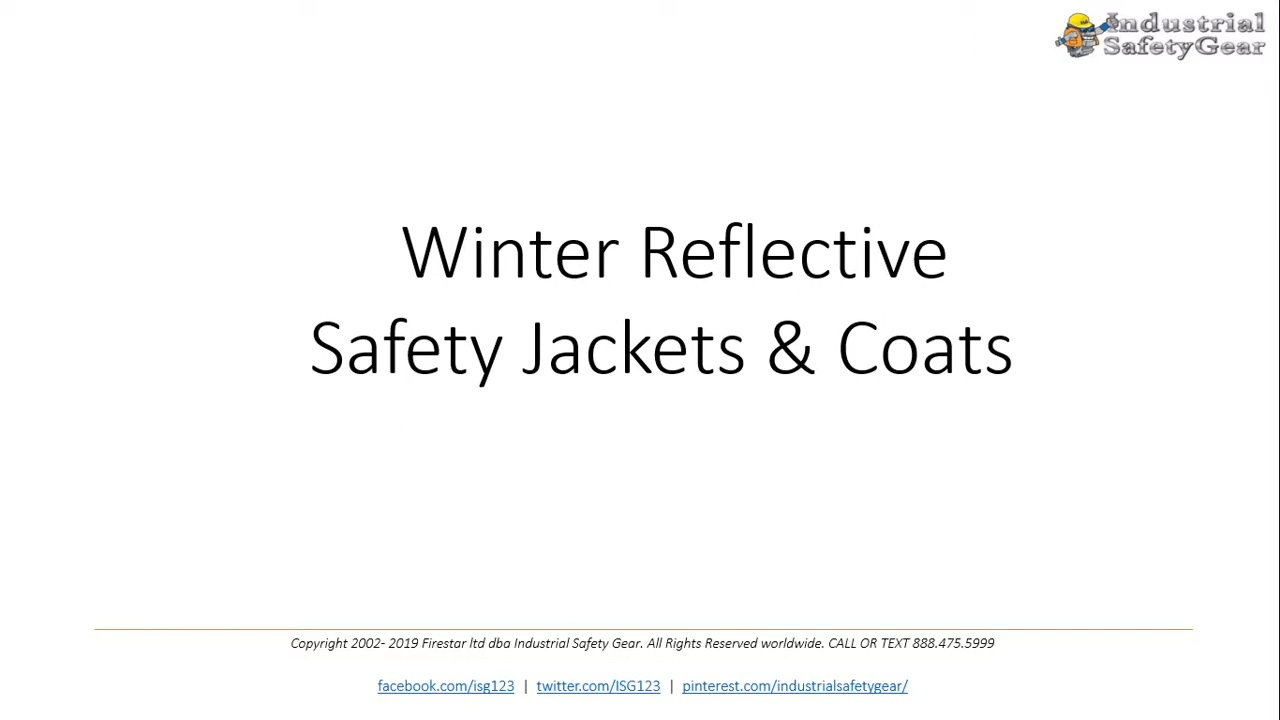 Industrial
SafetyGear
Winter Reflective
Safety Jackets & Coats
Copyright 2002- 2019 Firestar ltd dba Industrial Safety Gear. All Rights Reserved worldwide. CALL OR TEXT 888.475.5999
facebook.com/isg123 | twitter.com/ISG123 | pinterest.com/industrialsafetygear/